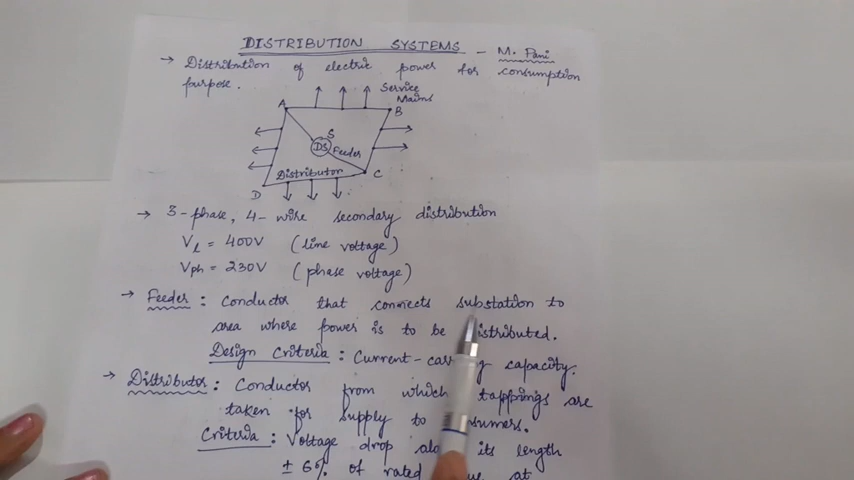 DISTRIBUTION SYSTEMS - M. Pani
→ Distribution of electric power for consumption
purpose.
Service
Mains
A
B
S
DS
Feeder
Distributor
C
D
→ 3-phase, 4-wire secondary distribution
VL = 400V (line voltage)
Vph = 230V (phase voltage)
→ Feeder : Conductor that connects substation to
area where power is to be distributed.
Design Criteria : Current-carrying capacity.
→ Distributor : Conductor from which tappings are
taken for supply to consumers.
Criteria : Voltage drop along its length
± 6% of rated at